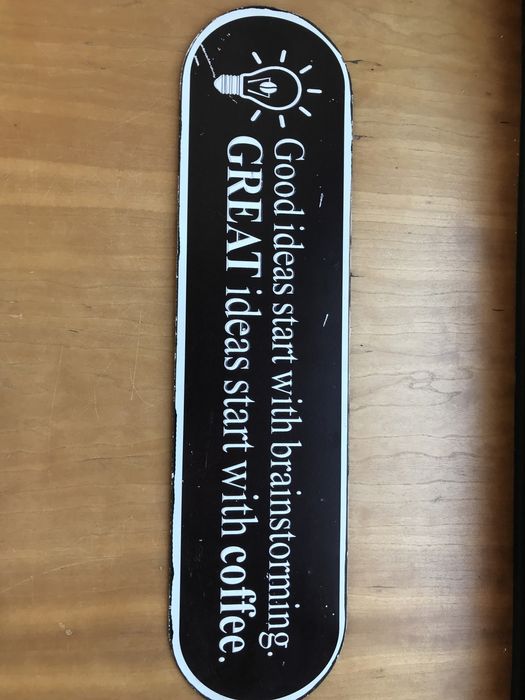 Good ideas start with brainstorming.
GREAT ideas start with coffee.